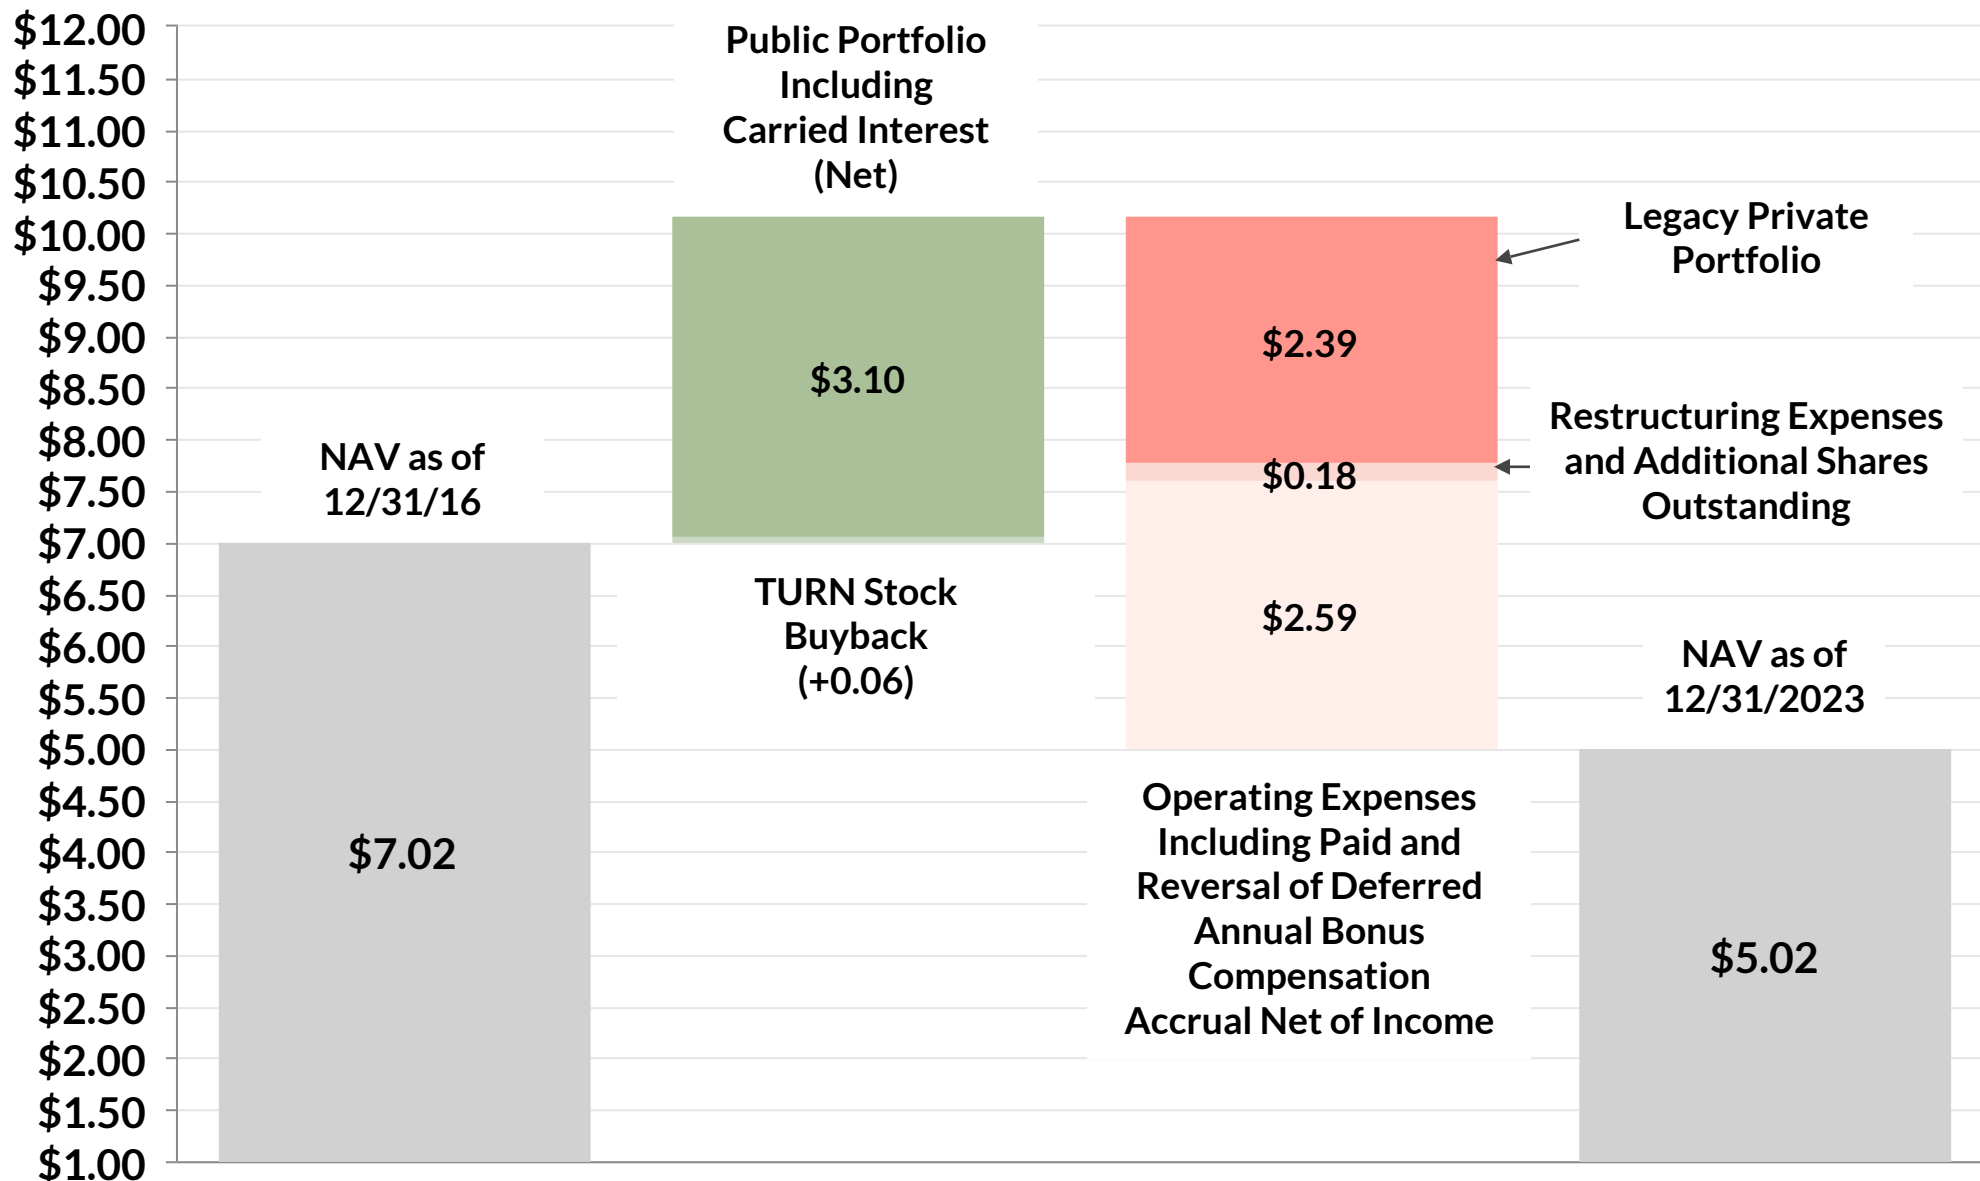 $12.00
$11.50
$11.00
$10.50
$10.00
$9.50
$9.00
$8.50
$8.00
$7.50
$7.00
$6.50
$6.00
$5.50
$5.00
$4.50
$4.00
$3.50
$3.00
$2.50
$2.00
$1.50
$1.00
NAV as of
12/31/16
$7.02
Public Portfolio
Including
Carried Interest
(Net)
$3.10
TURN Stock
Buyback
(+0.06)
$2.39
$0.18
$2.59
Operating Expenses
Including Paid and
Reversal of Deferred
Annual Bonus
Compensation
Accrual Net of Income
Legacy Private
Portfolio
Restructuring Expenses
and Additional Shares
Outstanding
NAV as of
12/31/2023
$5.02